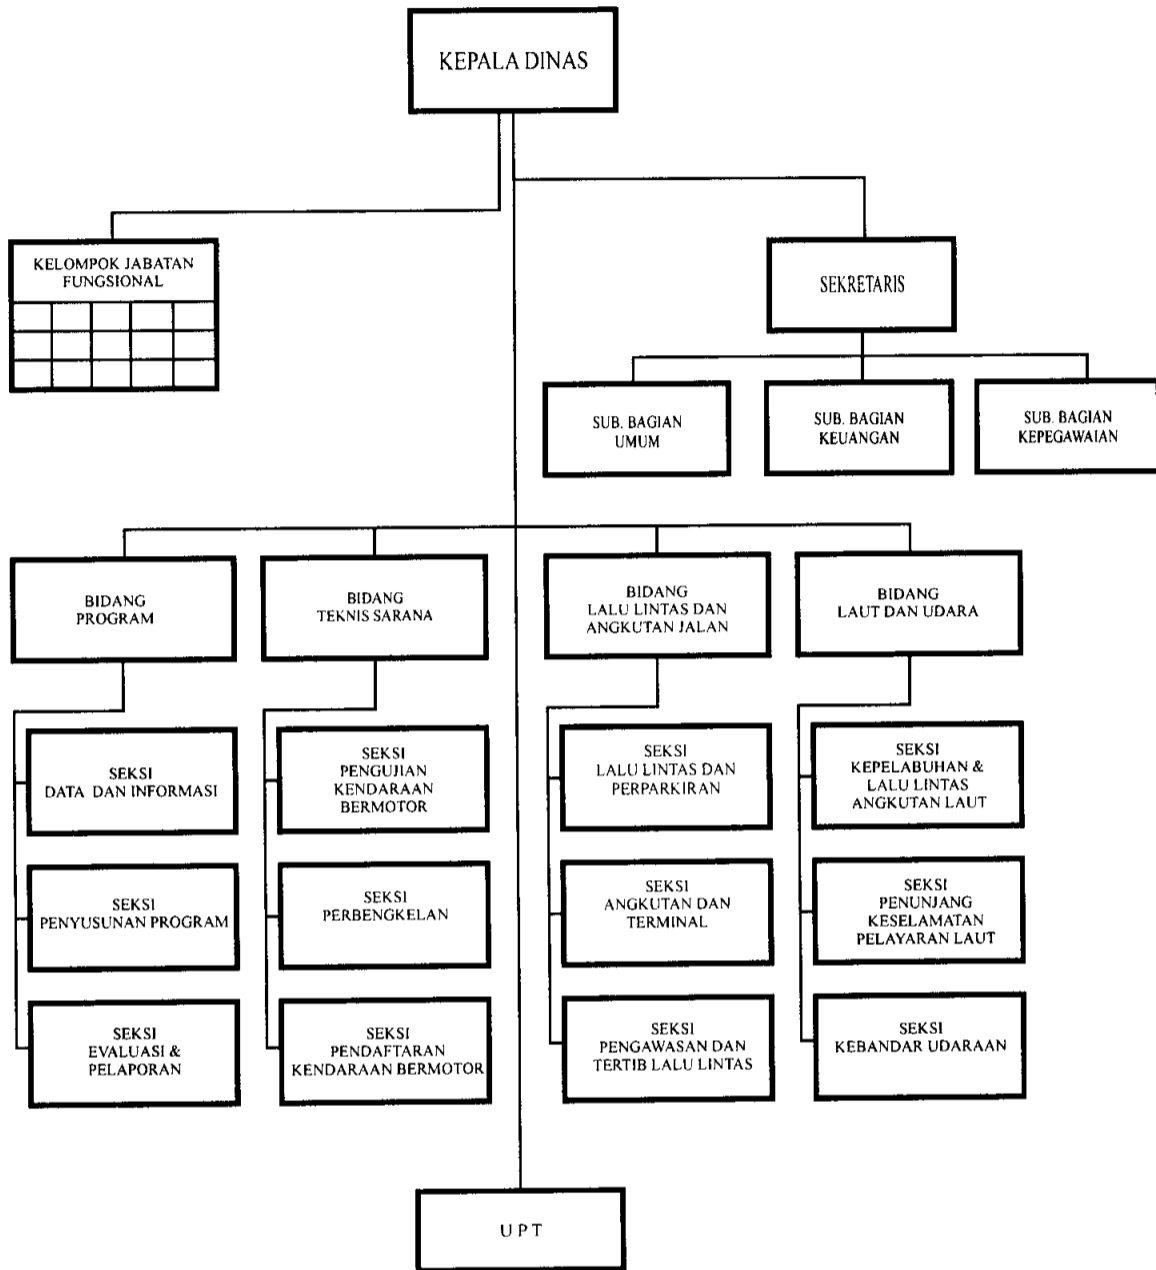 KEPALA DINAS
KELOMPOK JABATAN
FUNGSIONAL
SEKRETARIS
SUB. BAGIAN
UMUM
SUB. BAGIAN
KEUANGAN
SUB. BAGIAN
KEPEGAWAIAN
BIDANG
PROGRAM
BIDANG
TEKNIS SARANA
BIDANG
LALU LINTAS DAN
ANGKUTAN JALAN
BIDANG
LAUT DAN UDARA
SEKSI
DATA DAN INFORMASI
SEKSI
PENGUJIAN
KENDARAAN
BERMOTOR
SEKSI
LALU LINTAS DAN
PERPARKIRAN
SEKSI
KEPELABUHAN &
LALU LINTAS
ANGKUTAN LAUT
SEKSI
PENYUSUNAN PROGRAM
SEKSI
PERBENGKELAN
SEKSI
ANGKUTAN DAN
TERMINAL
SEKSI
PENUNJANG
KESELAMATAN
PELAYARAN LAUT
SEKSI
EVALUASI &
PELAPORAN
SEKSI
PENDAFTARAN
KENDARAAN BERMOTOR
SEKSI
PENGAWASAN DAN
TERTIB LALU LINTAS
SEKSI
KEBANDAR UDARAAN
U P T